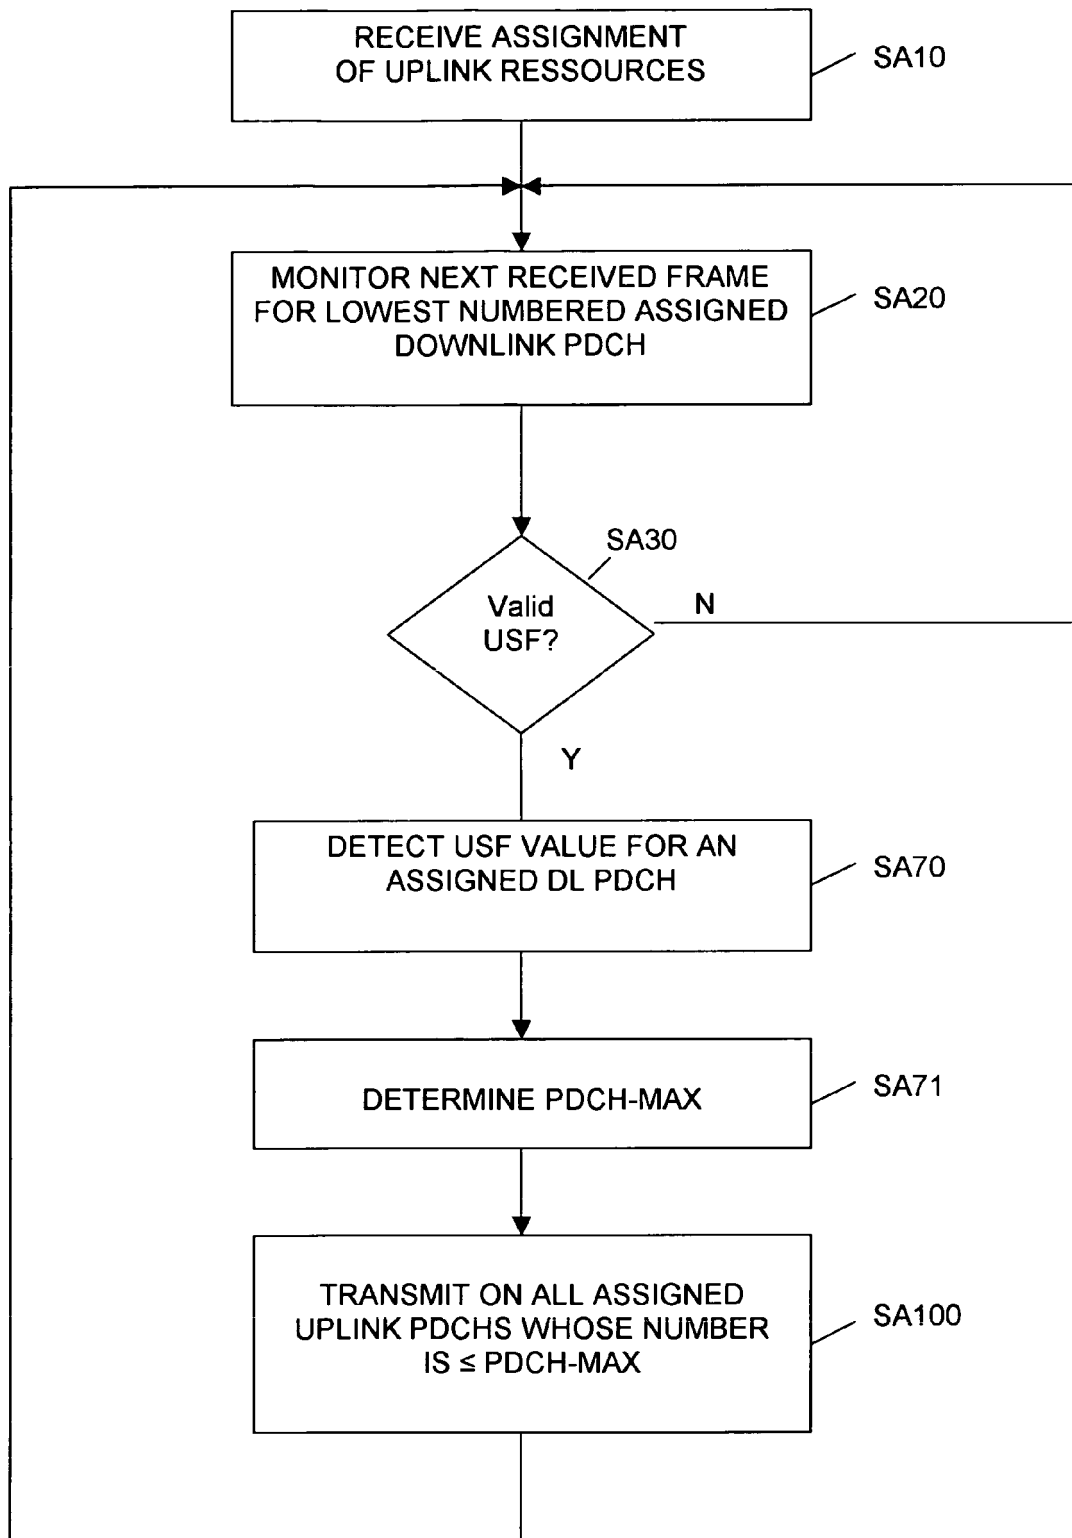 RECEIVE ASSIGNMENT
OF UPLINK RESSOURCES
SA10
MONITOR NEXT RECEIVED FRAME
FOR LOWEST NUMBERED ASSIGNED
DOWNLINK PDCH
SA20
SA30
Valid
USF?
N
Y
DETECT USF VALUE FOR AN
ASSIGNED DL PDCH
SA70
DETERMINE PDCH-MAX
SA71
TRANSMIT ON ALL ASSIGNED
UPLINK PDCHS WHOSE NUMBER
IS ≤ PDCH-MAX
SA100